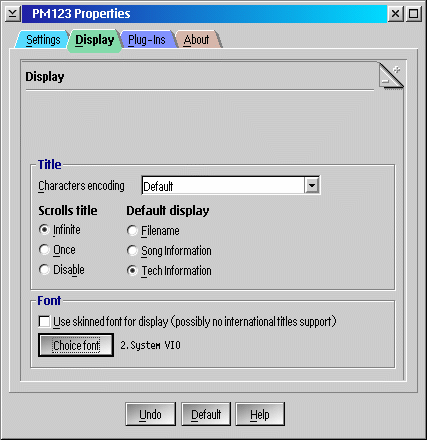 PM123 Properties
Settings Display Plug-Ins About
Display
Title
Characters encoding Default
Scrolls title Default display
Infinite Filename
Once Song Information
Disable Tech Information
Font
Use skinned font for display (possibly no international titles support)
Choice font 2.System VIO
Undo Default Help